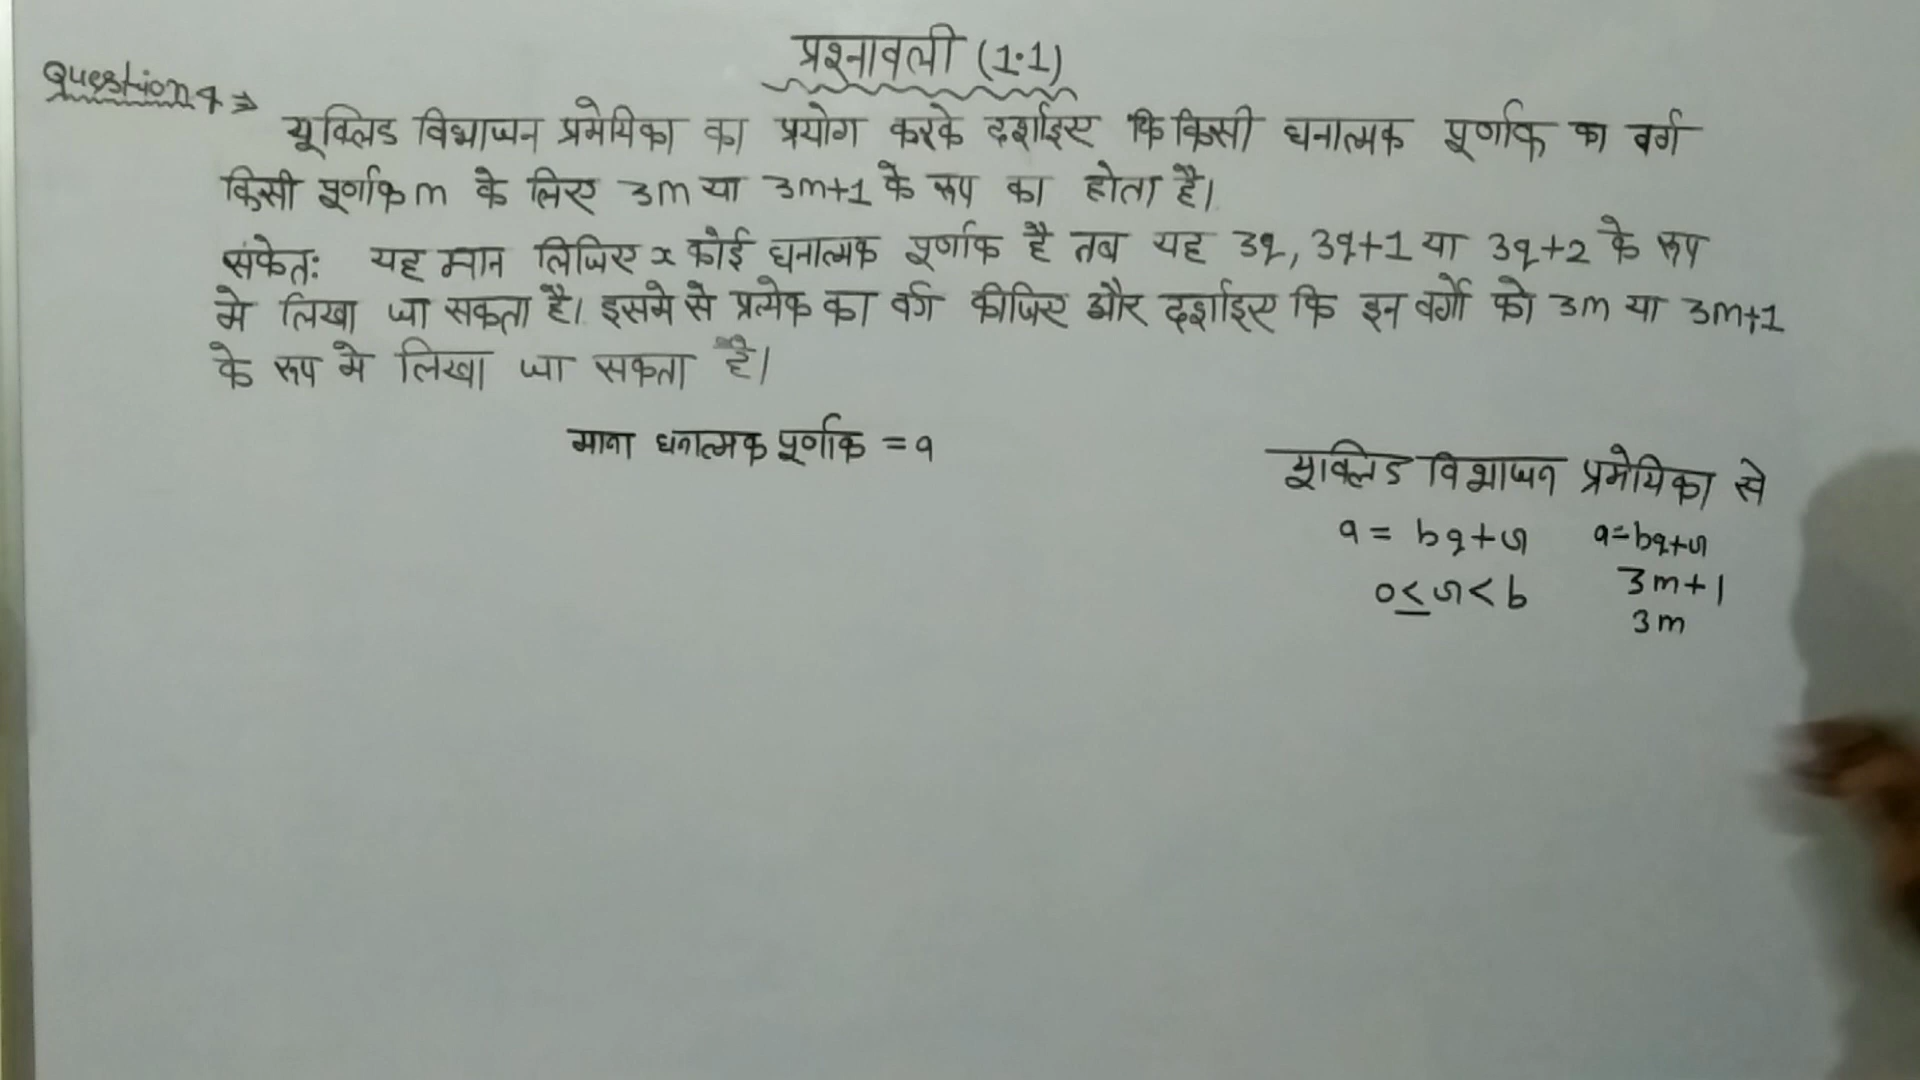 प्रश्नावली (1.1)
Question 4 ⇒
यूक्लिड विभाजन प्रमेयिका का प्रयोग करके दर्शाइए कि किसी धनात्मक पूर्णांक का वर्ग
किसी पूर्णांक m के लिए 3m या 3m+1 के रूप का होता है।
संकेत: यह मान लिजिए x कोई धनात्मक पूर्णांक है तब यह 3q, 3q+1 या 3q+2 के रूप
मे लिखा जा सकता है। इसमे से प्रत्येक का वर्ग कीजिए और दर्शाइए कि इन वर्गो को 3m या 3m+1
के रूप मे लिखा जा सकता है।
माना धनात्मक पूर्णांक = a
यूक्लिड विभाजन प्रमेयिका से
a = bq+r a=bq+r
0≤r<b 3m+1
3m